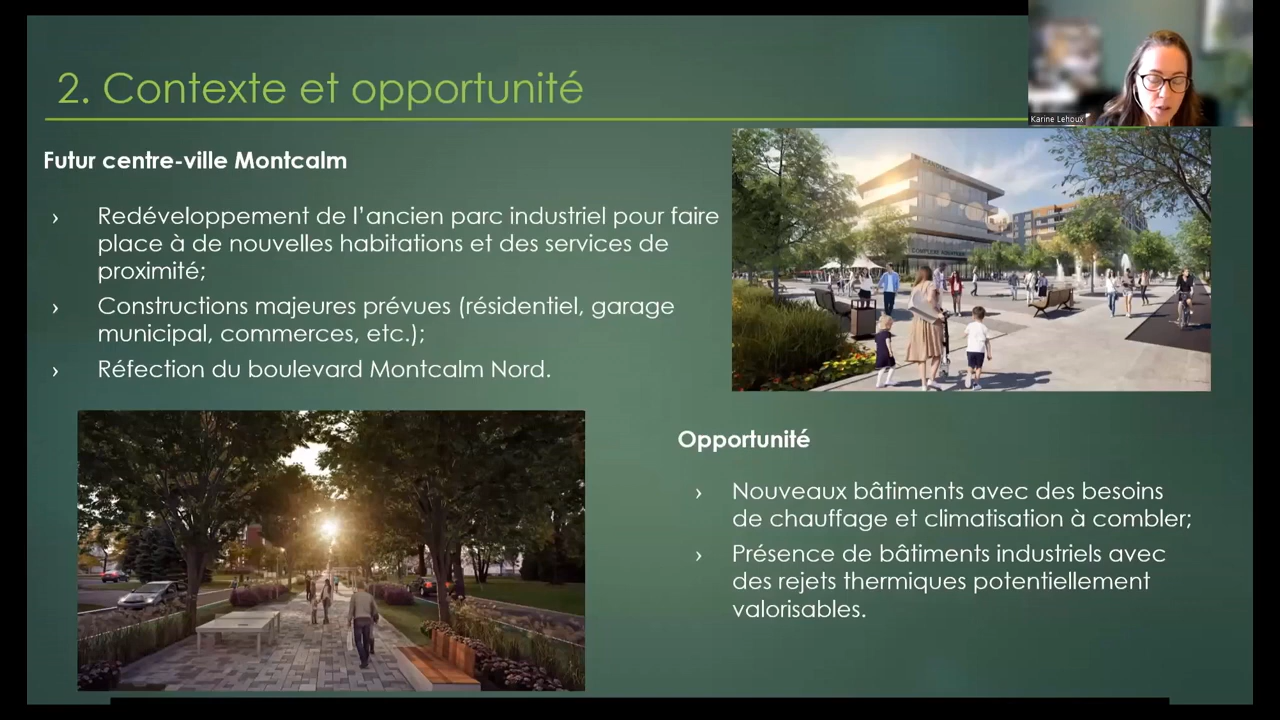 2. Contexte et opportunité
Karine Lehoux
Futur centre-ville Montcalm
› Redéveloppement de l’ancien parc industriel pour faire
place à de nouvelles habitations et des services de
proximité;
› Constructions majeures prévues (résidentiel, garage
municipal, commerces, etc.);
› Réfection du boulevard Montcalm Nord.
Opportunité
› Nouveaux bâtiments avec des besoins
de chauffage et climatisation à combler;
› Présence de bâtiments industriels avec
des rejets thermiques potentiellement
valorisables.